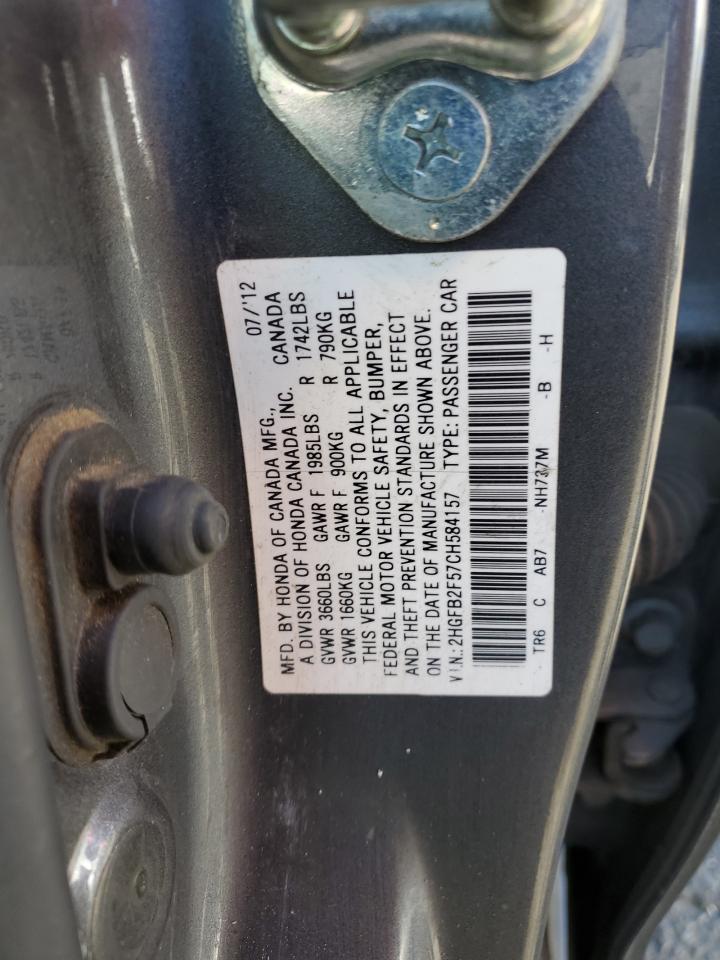 MFD. BY HONDA OF CANADA MFG., 07/'12
A DIVISION OF HONDA CANADA INC. CANADA
GVWR 3660LBS GAWR F 1985LBS R 1742LBS
GVWR 1660KG GAWR F 900KG R 790KG
THIS VEHICLE CONFORMS TO ALL APPLICABLE
FEDERAL MOTOR VEHICLE SAFETY, BUMPER,
AND THEFT PREVENTION STANDARDS IN EFFECT
ON THE DATE OF MANUFACTURE SHOWN ABOVE.
V.I.N.: 2HGFB2F57CH584157 TYPE: PASSENGER CAR
TR6 C AB7 -NH737M -B -H